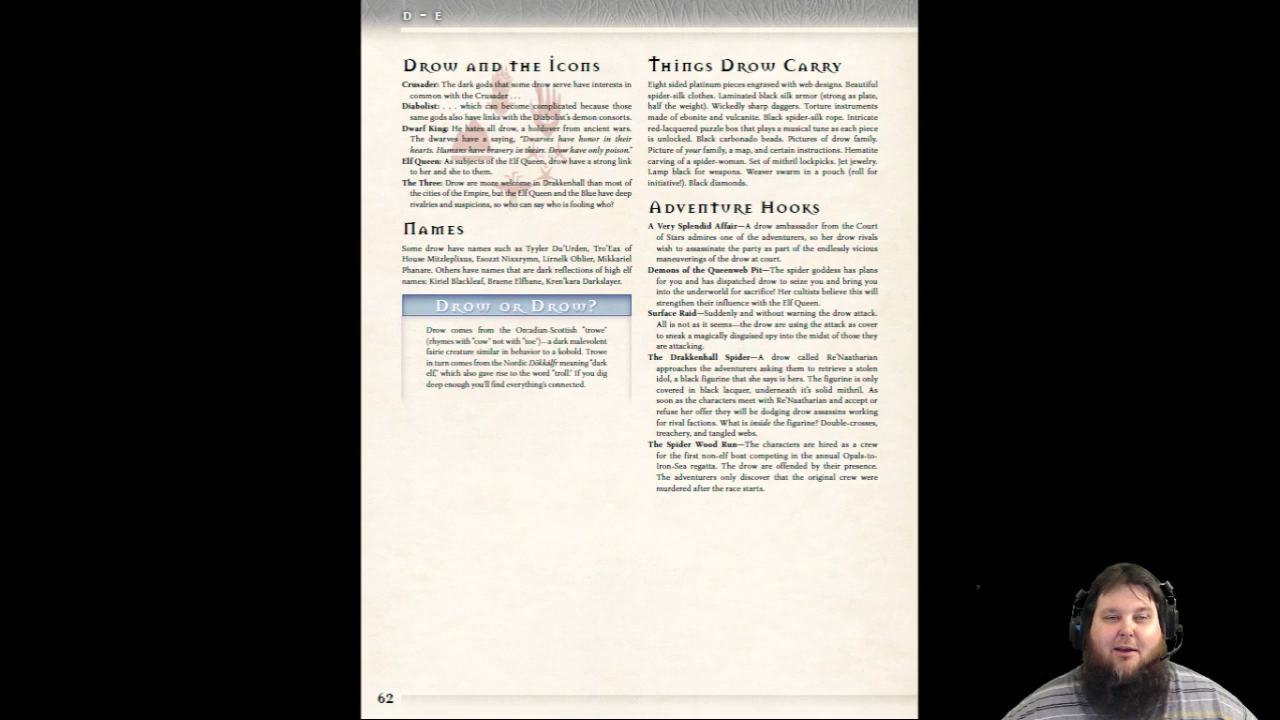 D - E
Drow and the Icons
Crusader: The dark gods that some drow serve have interests in
common with the Crusader . . .
Diabolist: . . . which can become complicated because those
same gods also have links with the Diabolist's demon consorts.
Dwarf King: He hates all drow, a holdover from ancient wars.
The dwarves have a saying, "Dwarves have honor in their
hearts. Humans have bravery in theirs. Drow have only poison."
Elf Queen: As subjects of the Elf Queen, drow have a strong link
to her and she to them.
The Three: Drow are more welcome in Drakkenhall than most of
the cities of the Empire, but the Elf Queen and the Blue have deep
rivalries and suspicions, so who can say who is fooling who?
Names
Some drow have names such as Tyyler Du'Urden, Tro'Eax of
House Mitzleplixus, Esozzt Nixxrymn, Lirnelk Oblier, Mikkariel
Phanare. Others have names that are dark reflections of high elf
names: Kiriel Blackleaf, Braene Elfbane, Kren'kara Darkslayer.
Drow or Drow?
Drow comes from the Orcadian-Scottish "trowe"
(rhymes with "cow" not with "toe")—a dark malevolent
fairie creature similar in behavior to a kobold. Trowe
in turn comes from the Nordic Dökkálfr meaning "dark
elf," which also gave rise to the word "troll." If you dig
deep enough you'll find everything's connected.
Things Drow Carry
Eight sided platinum pieces engraved with web designs. Beautiful
spider-silk clothes. Laminated black silk armor (strong as plate,
half the weight). Wickedly sharp daggers. Torture instruments
made of ebonite and vulcanite. Black spider-silk rope. Intricate
red-lacquered puzzle box that plays a musical tune as each piece
is unlocked. Black carbonado beads. Pictures of drow family.
Picture of your family, a map, and certain instructions. Hematite
carving of a spider-woman. Set of mithril lockpicks. Jet jewelry.
Lamp black for weapons. Weaver swarm in a pouch (roll for
initiative!). Black diamonds.
Adventure Hooks
A Very Splendid Affair—A drow ambassador from the Court
of Stars admires one of the adventurers, so her drow rivals
wish to assassinate the party as part of the endlessly vicious
maneuverings of the drow at court.
Demons of the Queenweb Pit—The spider goddess has plans
for you and has dispatched drow to seize you and bring you
into the underworld for sacrifice! Her cultists believe this will
strengthen their influence with the Elf Queen.
Surface Raid—Suddenly and without warning the drow attack.
All is not as it seems—the drow are using the attack as cover
to sneak a magically disguised spy into the midst of those they
are attacking.
The Drakkenhall Spider—A drow called Re'Naatharian
approaches the adventurers asking them to retrieve a stolen
idol, a black figurine that she says is hers. The figurine is only
covered in black lacquer, underneath it's solid mithril. As
soon as the characters meet with Re'Naatharian and accept or
refuse her offer they will be dodging drow assassins working
for rival factions. What is inside the figurine? Double-crosses,
treachery, and tangled webs.
The Spider Wood Run—The characters are hired as a crew
for the first non-elf boat competing in the annual Opals-to-
Iron-Sea regatta. The drow are offended by their presence.
The adventurers only discover that the original crew were
murdered after the race starts.
62